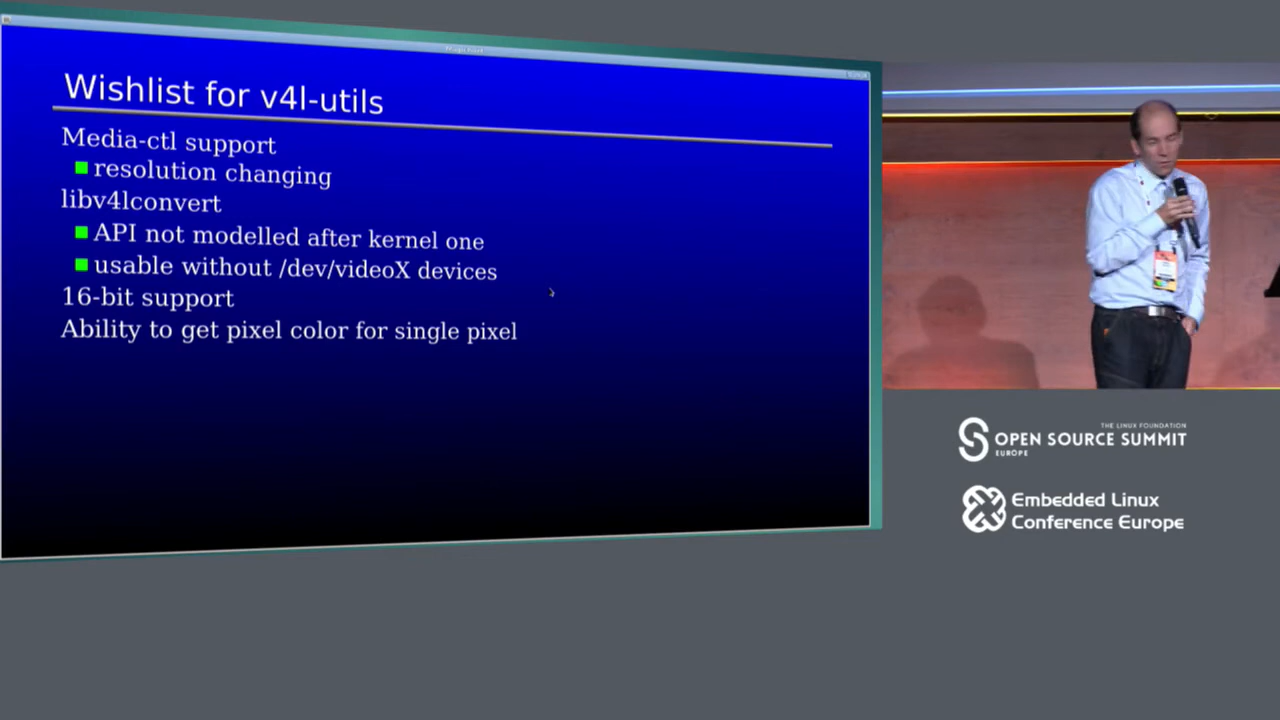 Wishlist for v4l-utils
Media-ctl support
resolution changing
libv4lconvert
API not modelled after kernel one
usable without /dev/videoX devices
16-bit support
Ability to get pixel color for single pixel
THE LINUX FOUNDATION
OPEN SOURCE SUMMIT
EUROPE
Embedded Linux
Conference Europe